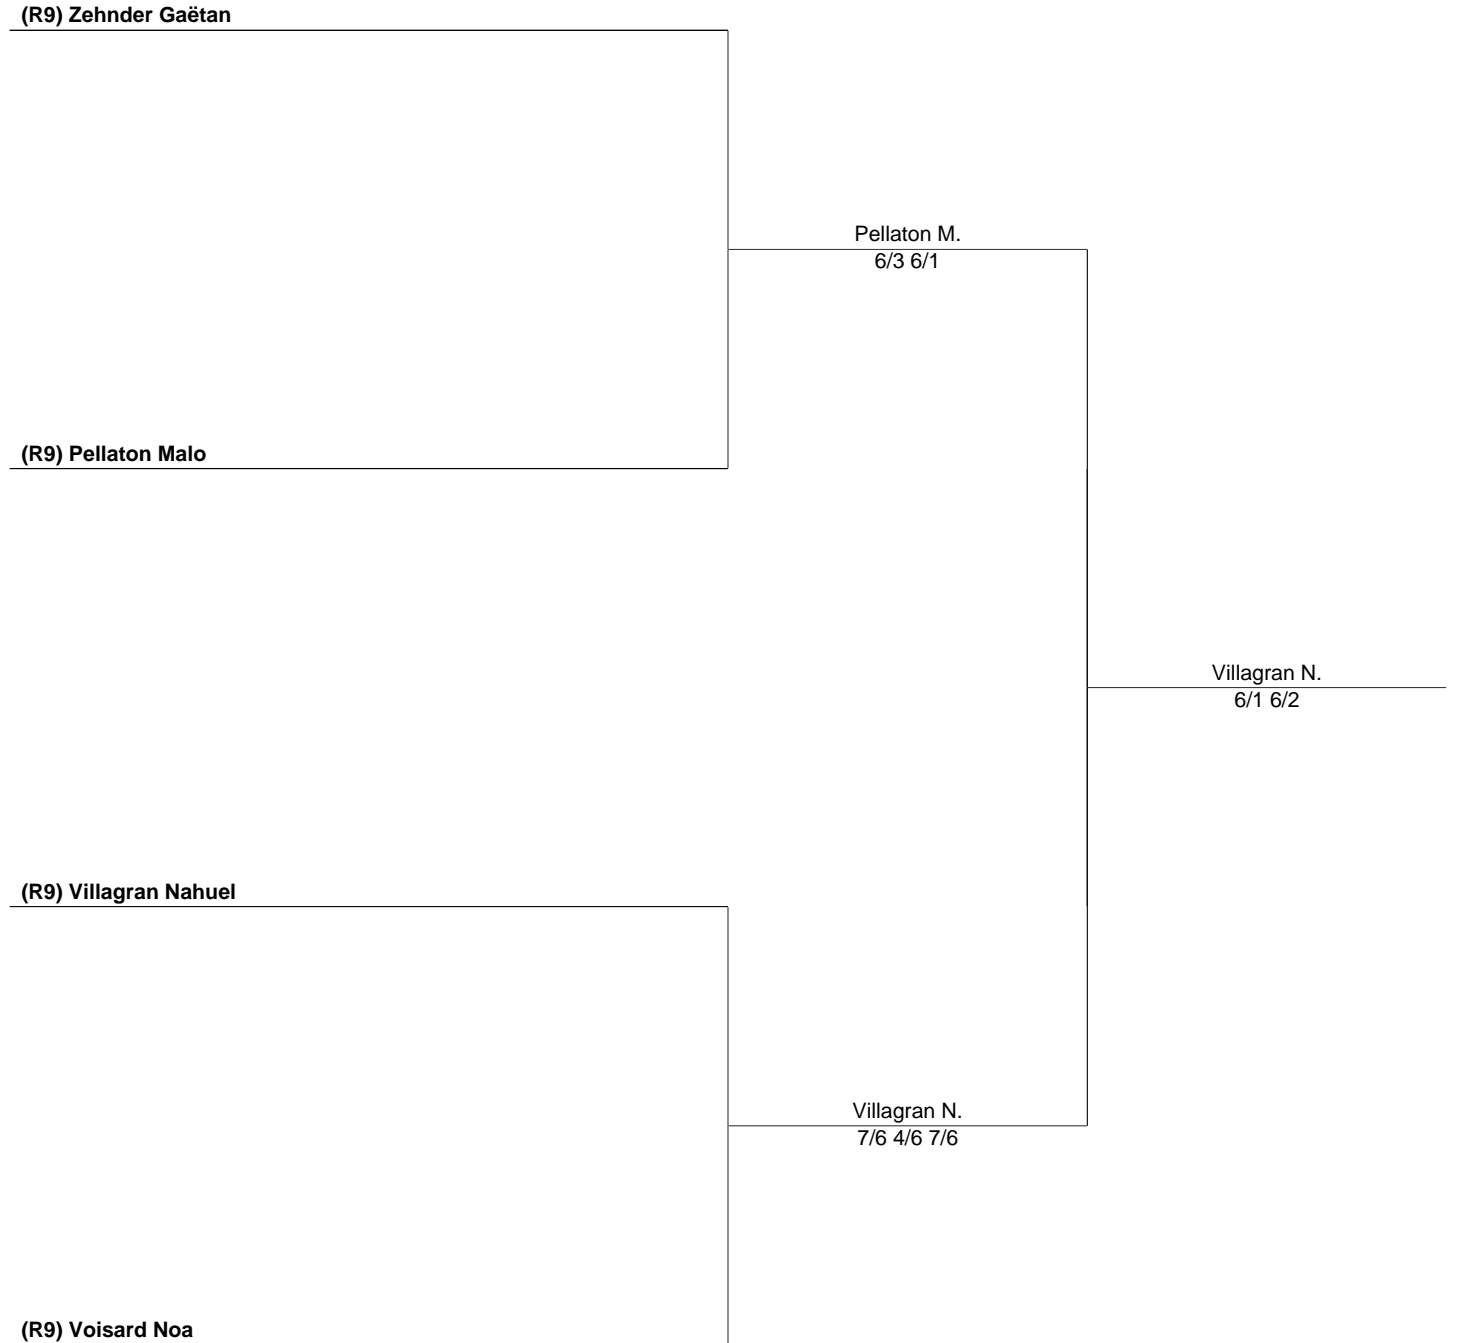 (R9) Zehnder Gaëtan
Pellaton M.
6/3 6/1
(R9) Pellaton Malo
Villagran N.
6/1 6/2
(R9) Villagran Nahuel
Villagran N.
7/6 4/6 7/6
(R9) Voisard Noa